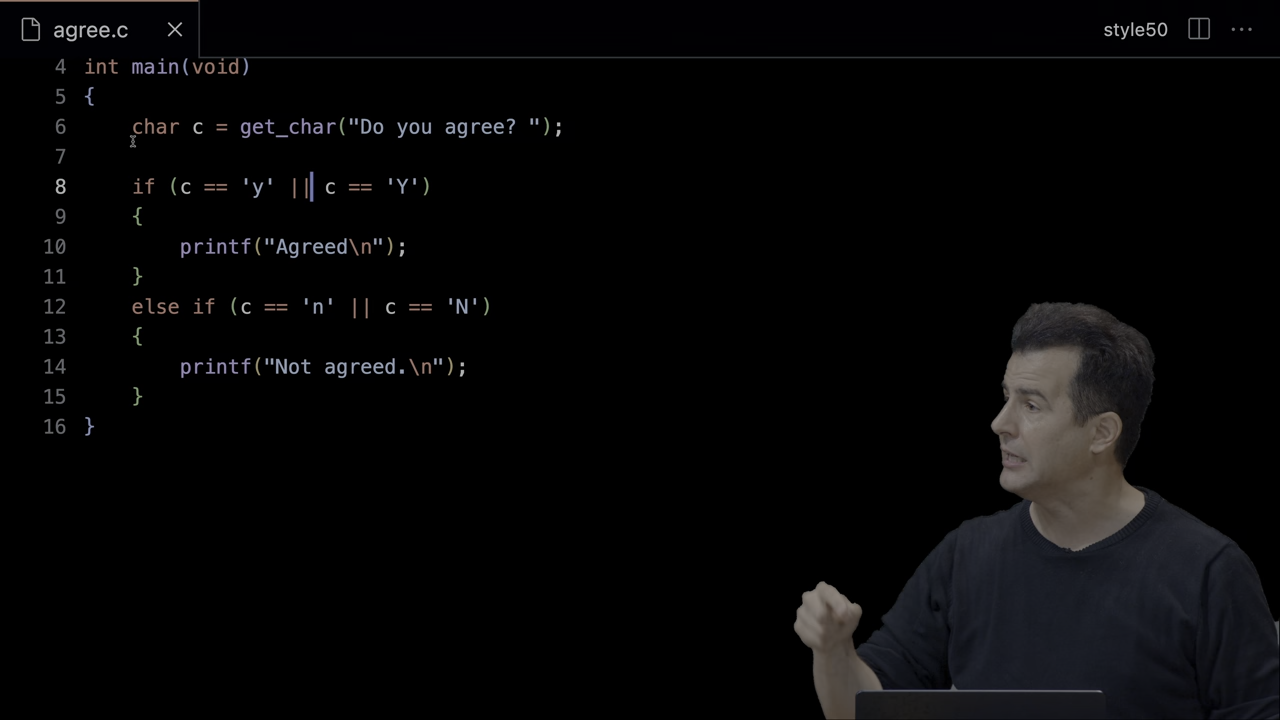 agree.c
style50
4 int main(void)
5 {
6     char c = get_char("Do you agree? ");
7
8     if (c == 'y' || c == 'Y')
9     {
10         printf("Agreed\n");
11     }
12     else if (c == 'n' || c == 'N')
13     {
14         printf("Not agreed.\n");
15     }
16 }